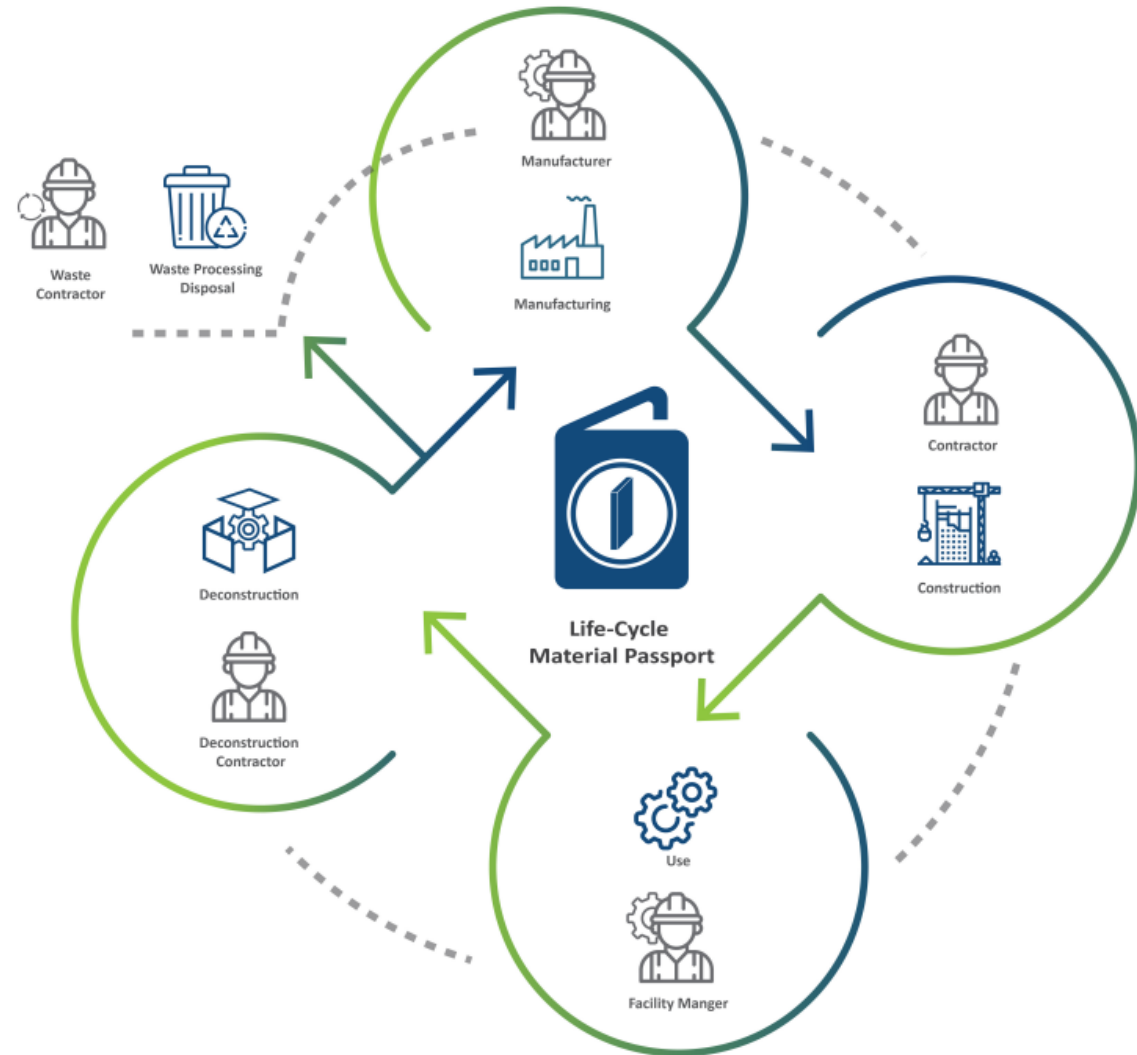 Manufacturer
Manufacturing
Waste
Contractor
Waste Processing
Disposal
Contractor
Construction
Life-Cycle
Material Passport
Deconstruction
Deconstruction
Contractor
Use
Facility Manger